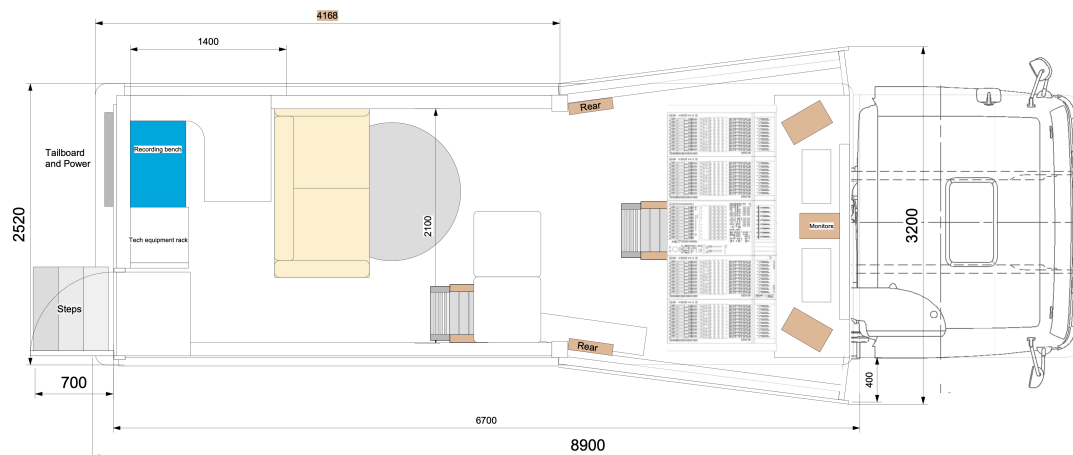 4168
1400
Rear
Tailboard
and Power
Recording bench
2520
2100
3200
Monitors
Tech equipment rack
Steps
Rear
700
400
6700
8900